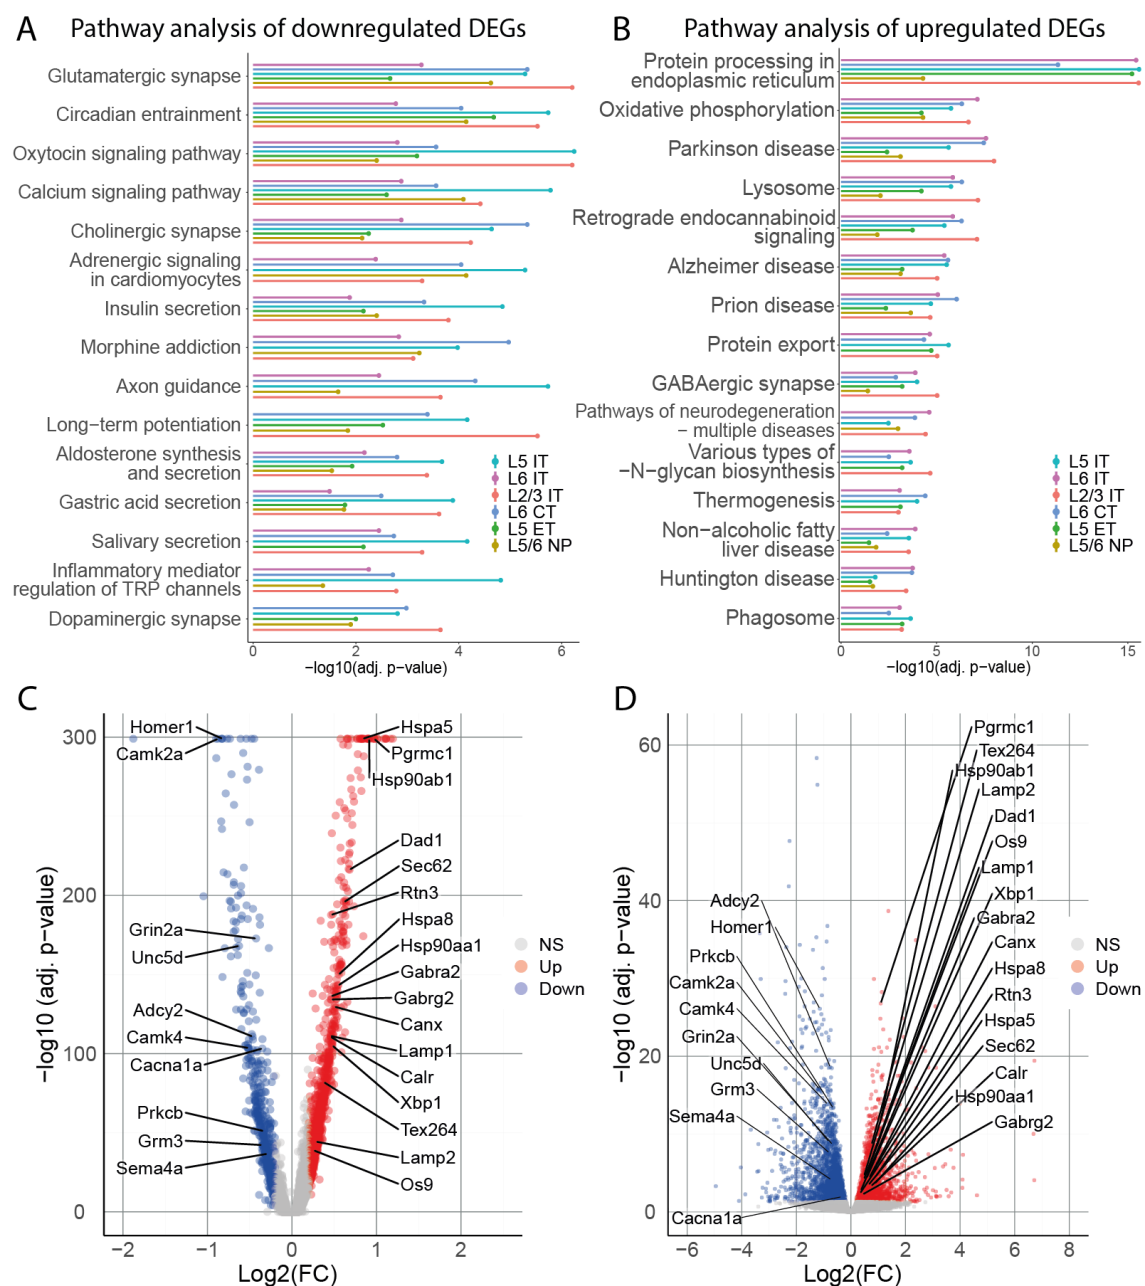 A Pathway analysis of downregulated DEGs
Glutamatergic synapse
Circadian entrainment
Oxytocin signaling pathway
Calcium signaling pathway
Cholinergic synapse
Adrenergic signaling
in cardiomyocytes
Insulin secretion
Morphine addiction
Axon guidance
Long−term potentiation
Aldosterone synthesis
and secretion
Gastric acid secretion
Salivary secretion
Inflammatory mediator
regulation of TRP channels
Dopaminergic synapse
L5 IT
L6 IT
L2/3 IT
L6 CT
L5 ET
L5/6 NP
0 2 4 6
−log10(adj. p−value)
B Pathway analysis of upregulated DEGs
Protein processing in
endoplasmic reticulum
Oxidative phosphorylation
Parkinson disease
Lysosome
Retrograde endocannabinoid
signaling
Alzheimer disease
Prion disease
Protein export
GABAergic synapse
Pathways of neurodegeneration
− multiple diseases
Various types of
−N−glycan biosynthesis
Thermogenesis
Non−alcoholic fatty
liver disease
Huntington disease
Phagosome
L5 IT
L6 IT
L2/3 IT
L6 CT
L5 ET
L5/6 NP
0 5 10 15
−log10(adj. p−value)
C
−log10 (adj. p−value)
300
200
100
0
Homer1
Camk2a
Grin2a
Unc5d
Adcy2
Camk4
Cacna1a
Prkcb
Grm3
Sema4a
Hspa5
Pgrmc1
Hsp90ab1
Dad1
Sec62
Rtn3
Hspa8
Hsp90aa1
Gabra2
Gabrg2
Canx
Lamp1
Calr
Xbp1
Tex264
Lamp2
Os9
NS
Up
Down
−2 −1 0 1 2
Log2(FC)
D
−log10 (adj. p−value)
60
40
20
0
Adcy2
Homer1
Prkcb
Camk2a
Camk4
Grin2a
Unc5d
Grm3
Sema4a
Cacna1a
Pgrmc1
Tex264
Hsp90ab1
Lamp2
Dad1
Os9
Lamp1
Xbp1
Gabra2
Canx
Hspa8
Rtn3
Hspa5
Sec62
Calr
Hsp90aa1
Gabrg2
NS
Up
Down
−6 −4 −2 0 2 4 6 8
Log2(FC)